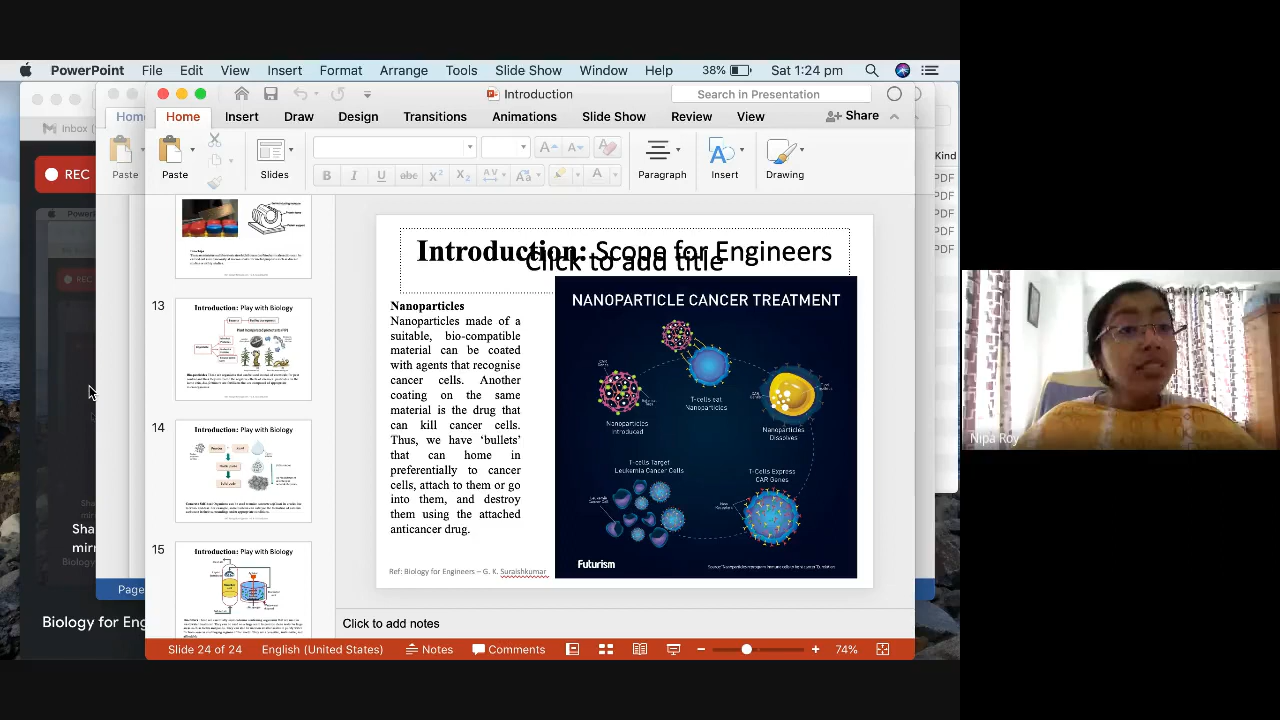 PowerPoint File Edit View Insert Format Arrange Tools Slide Show Window Help 38% Sat 1:24 pm
Introduction
Search in Presentation
Home Home Insert Draw Design Transitions Animations Slide Show Review View Share
Inbox
Kind
Paste Paste Slides Paragraph Insert Drawing
REC
PDF
PDF
PDF
PDF
PDF
REC
13
Introduction: Play with Biology
14
Introduction: Play with Biology
15
Introduction: Play with Biology
Introduction: Scope for Engineers
Click to add title
Nanoparticles
Nanoparticles made of a
suitable, bio-compatible
material can be coated
with agents that recognise
cancer cells. Another
coating on the same
material is the drug that
can kill cancer cells.
Thus, we have ‘bullets’
that can home in
preferentially to cancer
cells, attach to them or go
into them, and destroy
them using the attached
anticancer drug.
NANOPARTICLE CANCER TREATMENT
Nanoparticles
Introduced
T-cells eat
Nanoparticles
Nanoparticles
Dissolves
T-Cells Express
CAR Genes
T-cells Target
Leukemia Cancer Cells
Futurism
Ref: Biology for Engineers – G. K. Suraishkumar
Click to add notes
Page
Biology for Eng
Slide 24 of 24 English (United States) Notes Comments 74%
Nipa Roy